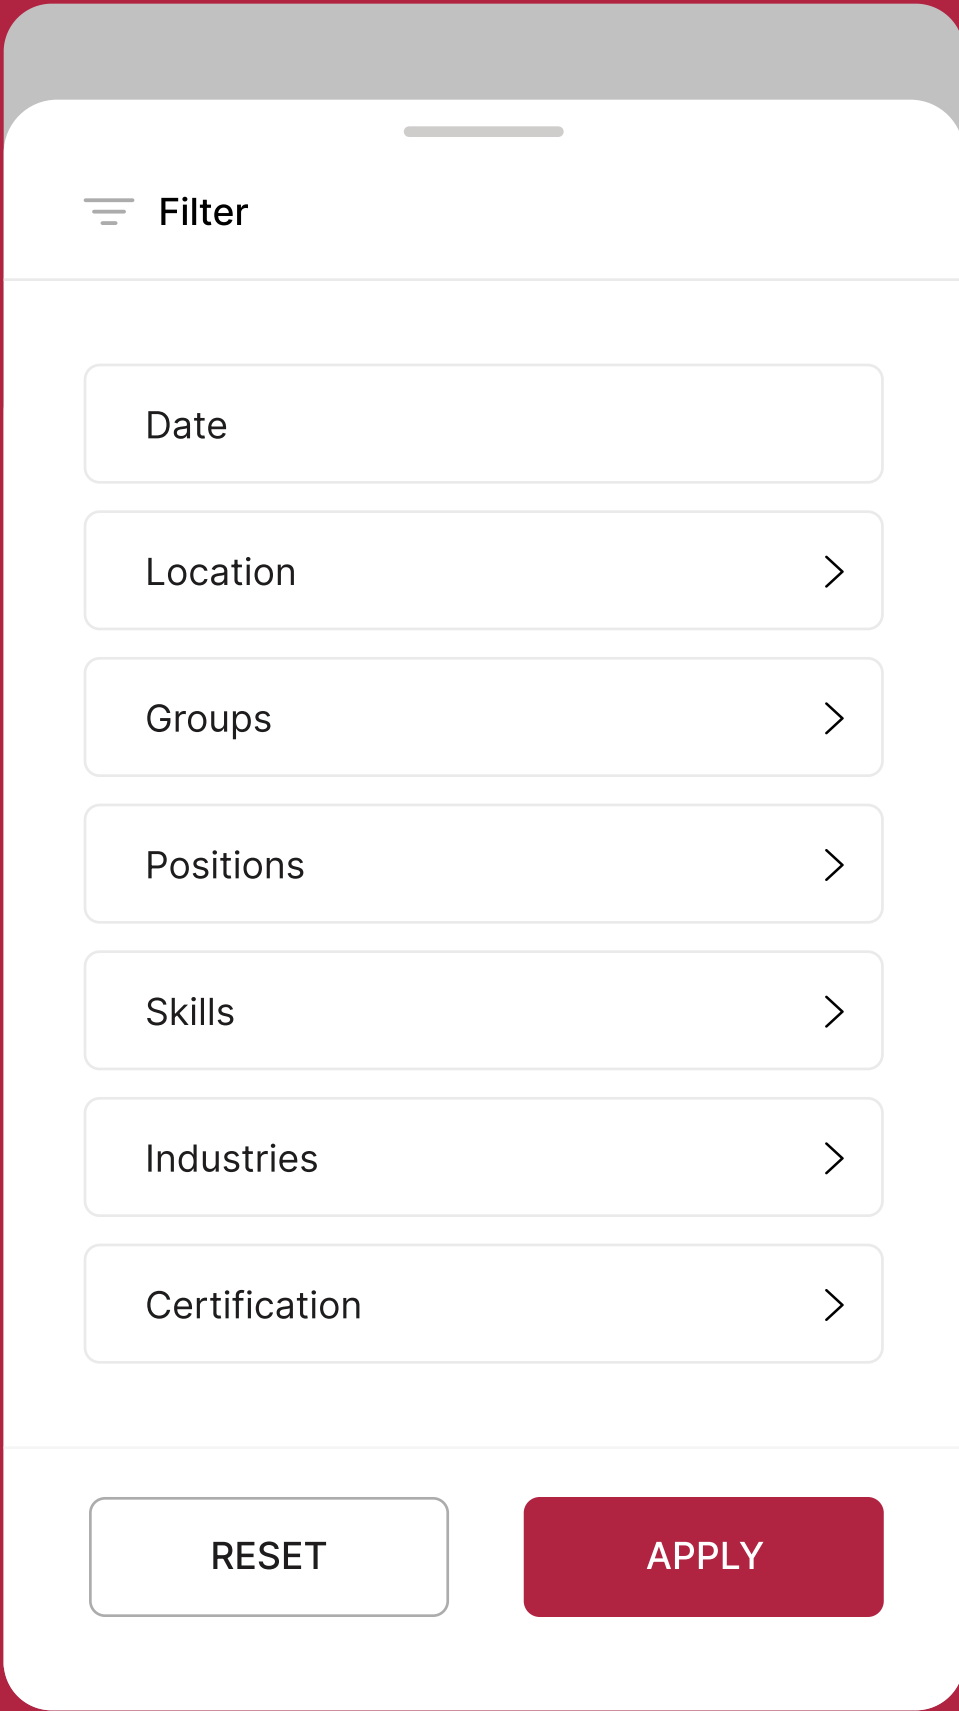 Filter
Date
Location
Groups
Positions
Skills
Industries
Certification
RESET
APPLY